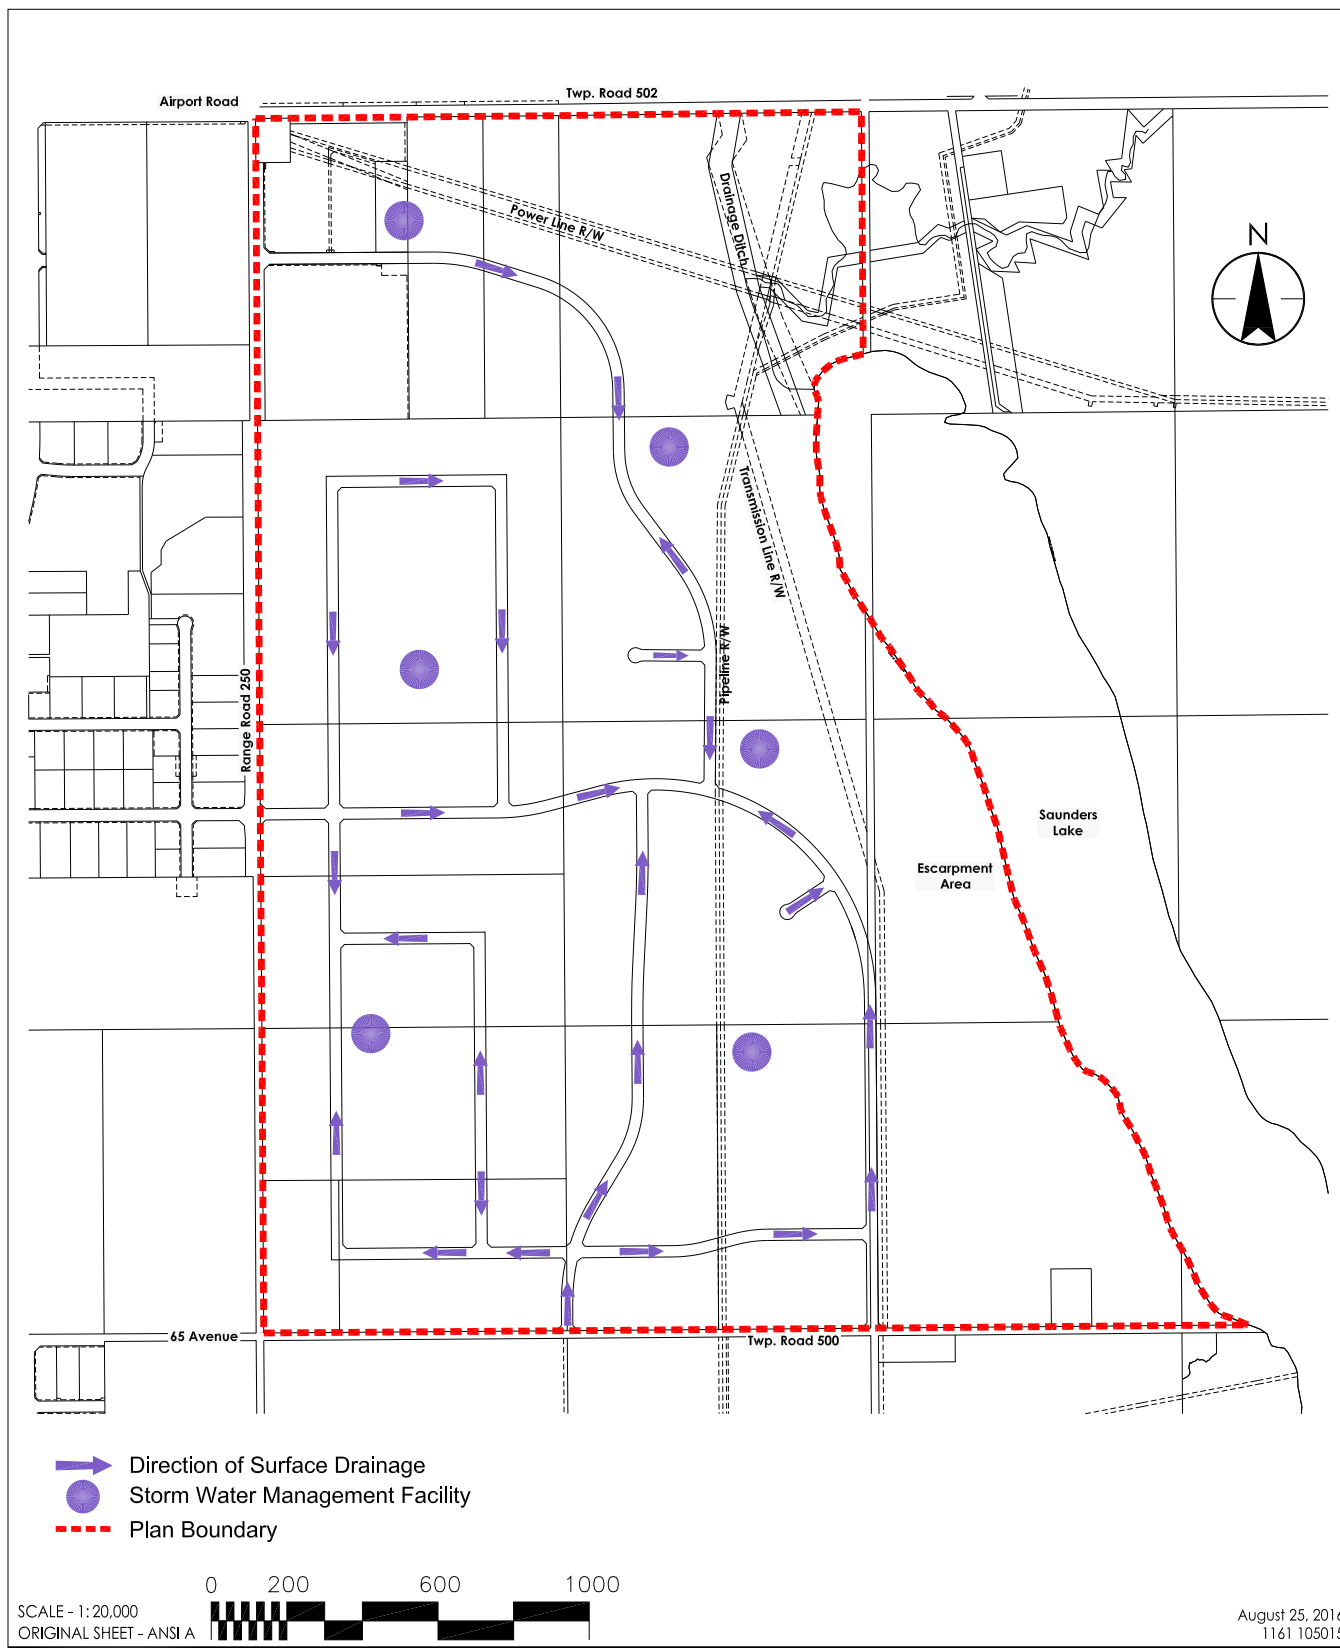 Twp. Road 502
Airport Road
N
Power Line R/W
Drainage Ditch
Transmission Line R/W
Pipeline R/W
Range Road 250
Saunders
Lake
Escarpment
Area
65 Avenue
Twp. Road 500
Direction of Surface Drainage
Storm Water Management Facility
Plan Boundary
0 200 600 1000
SCALE - 1:20,000
ORIGINAL SHEET - ANSI A
August 25, 2016
1161 105015